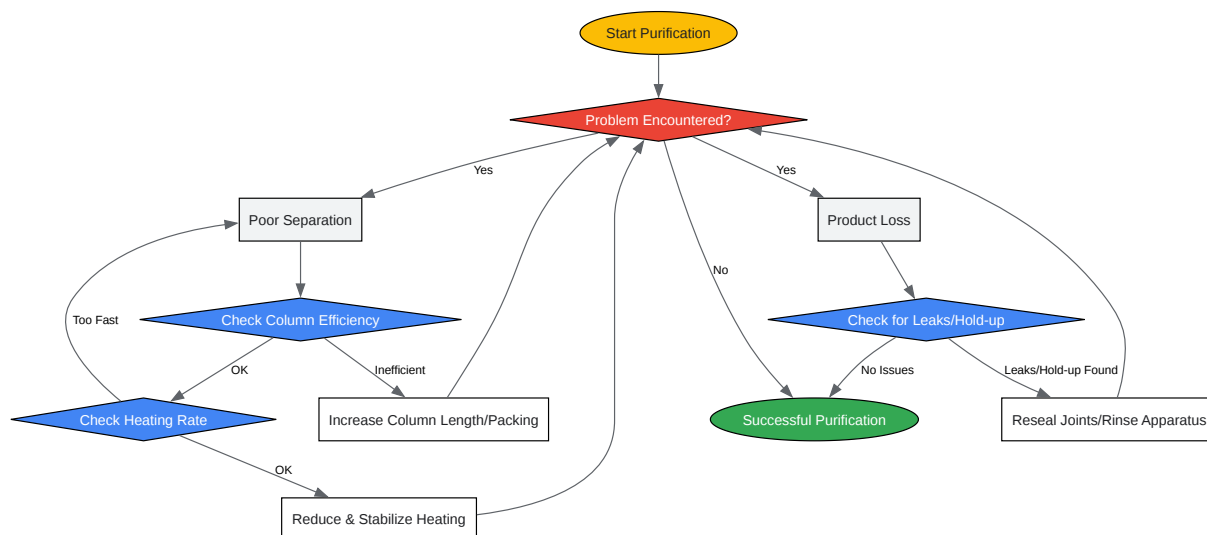 Start Purification
Problem Encountered?
Yes
Yes
Poor Separation
Product Loss
No
Too Fast
Check Column Efficiency
Check for Leaks/Hold-up
OK
Inefficient
No Issues
Leaks/Hold-up Found
Check Heating Rate
Increase Column Length/Packing
Successful Purification
Reseal Joints/Rinse Apparatus
OK
Reduce & Stabilize Heating